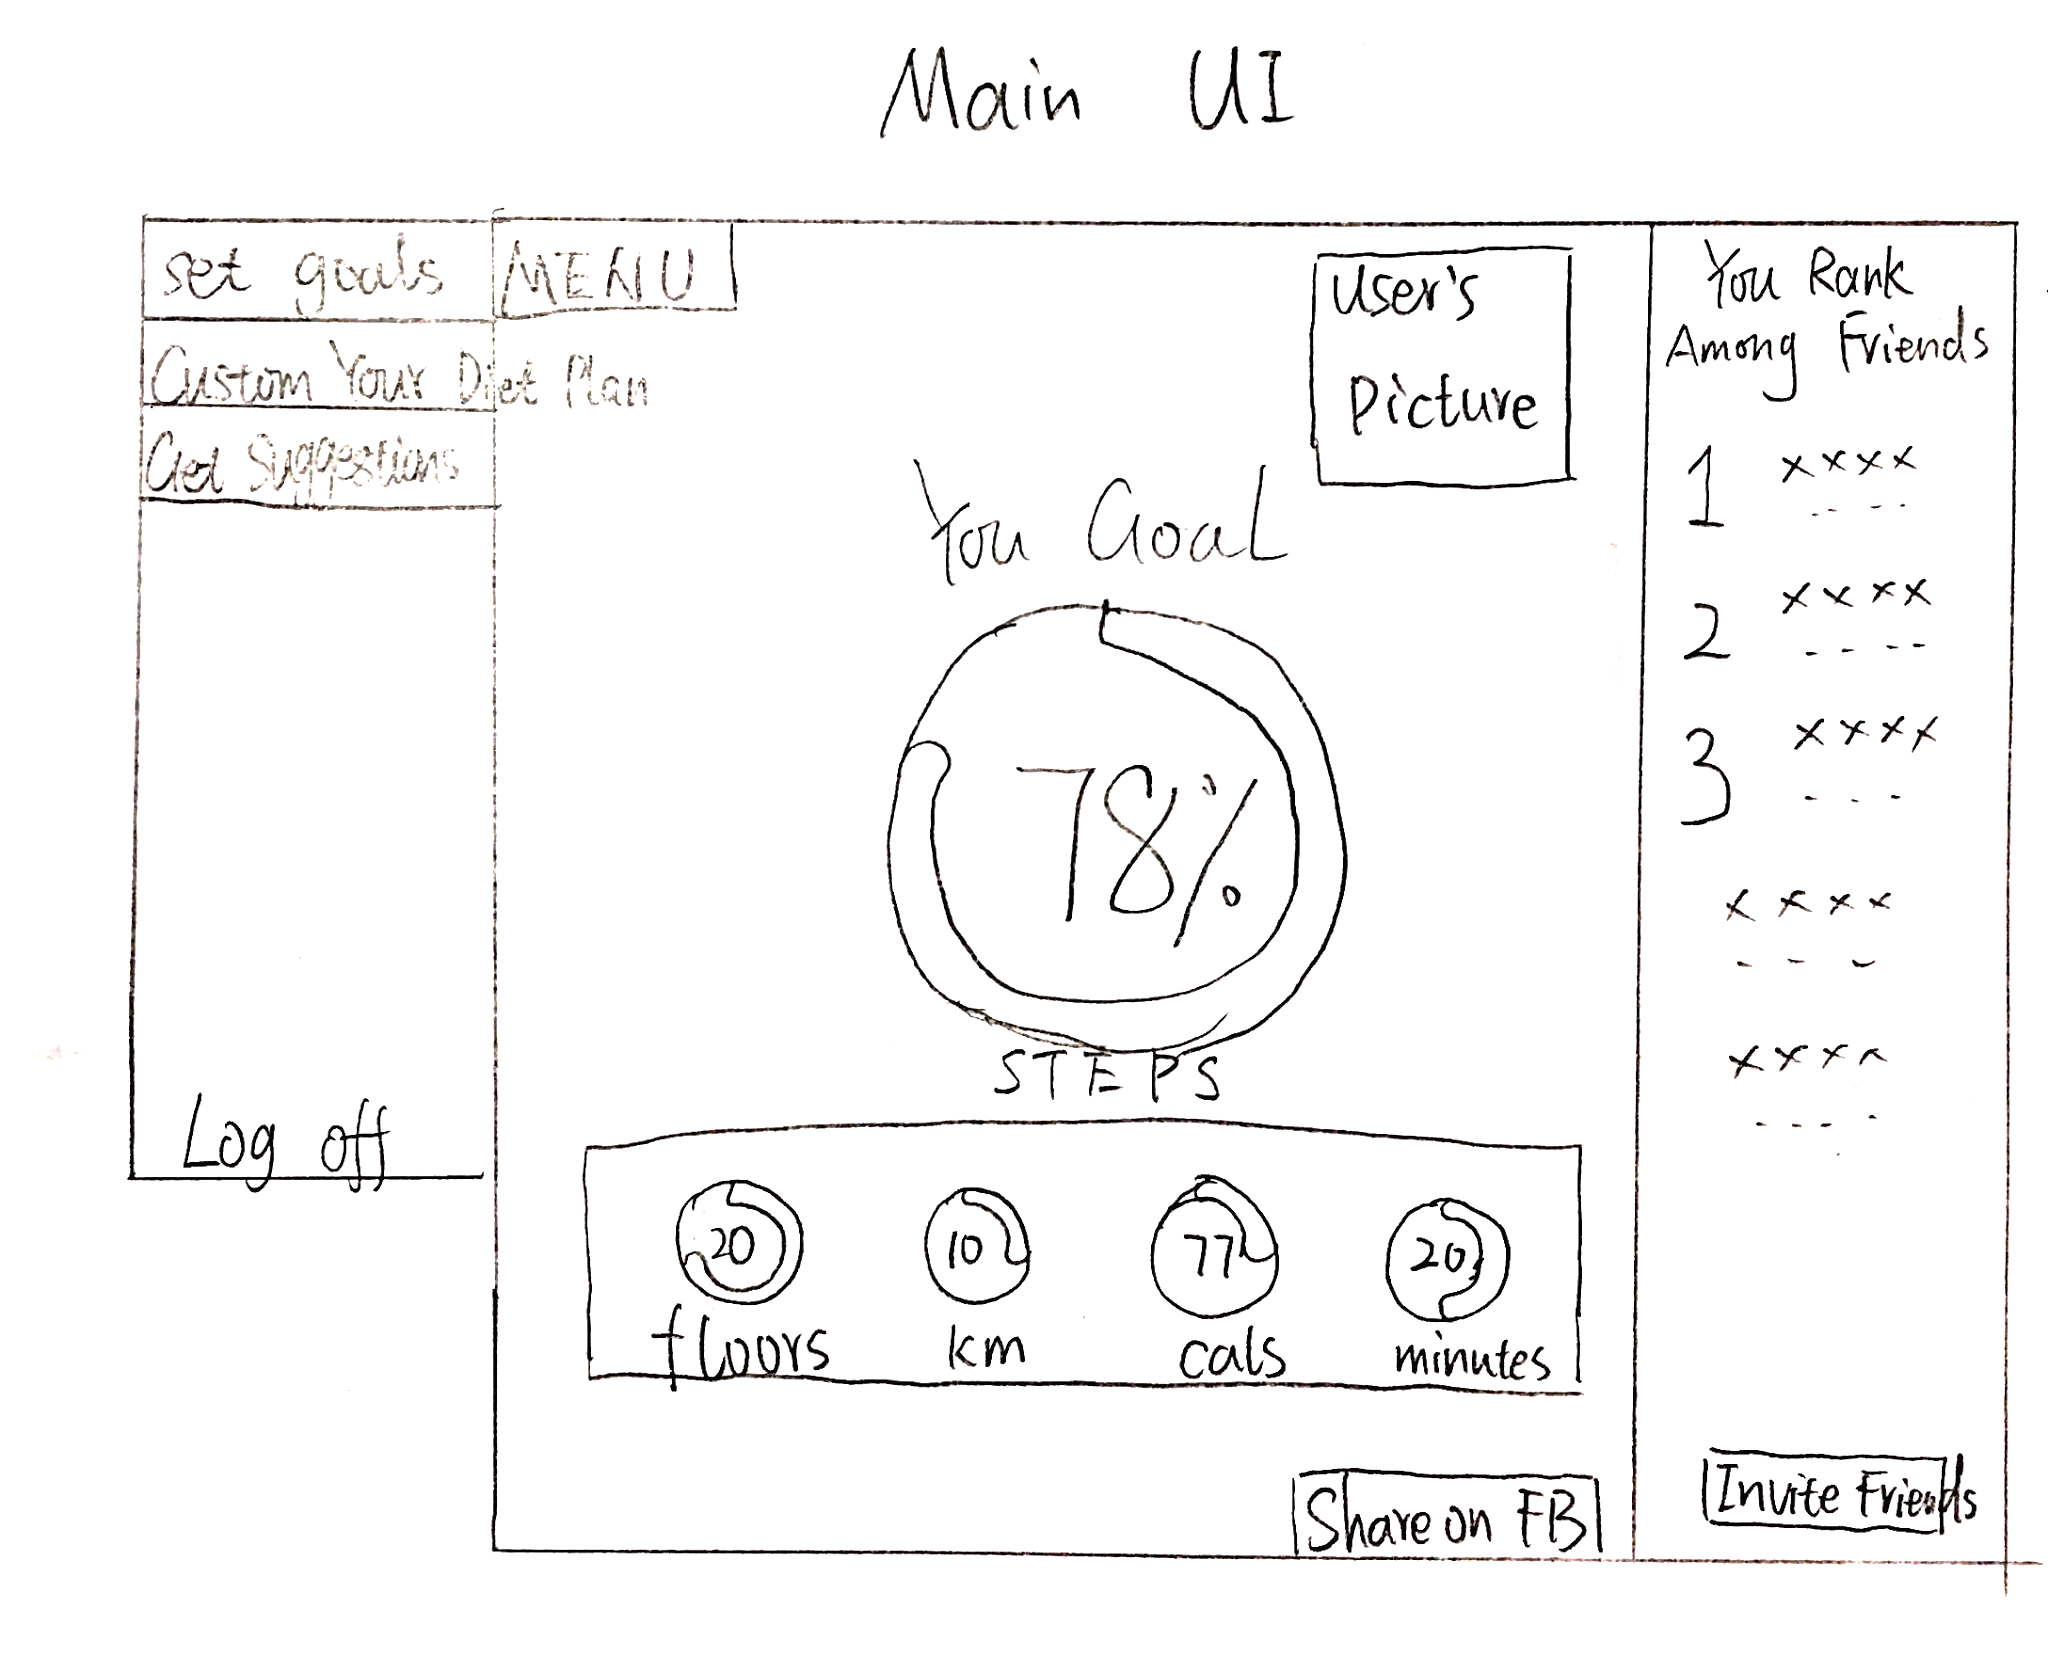 Main UI
set goals
MENU
Custom Your Diet Plan
Get Suggestions
Log off
User's
Picture
You Goal
78%
STEPS
20
floors
10
km
77
cals
20
minutes
Share on FB
You Rank
Among Friends
1 xxxx
----
2 xxxx
----
3 xxxx
---
xxxx
---
xxxx
----
Invite Friends